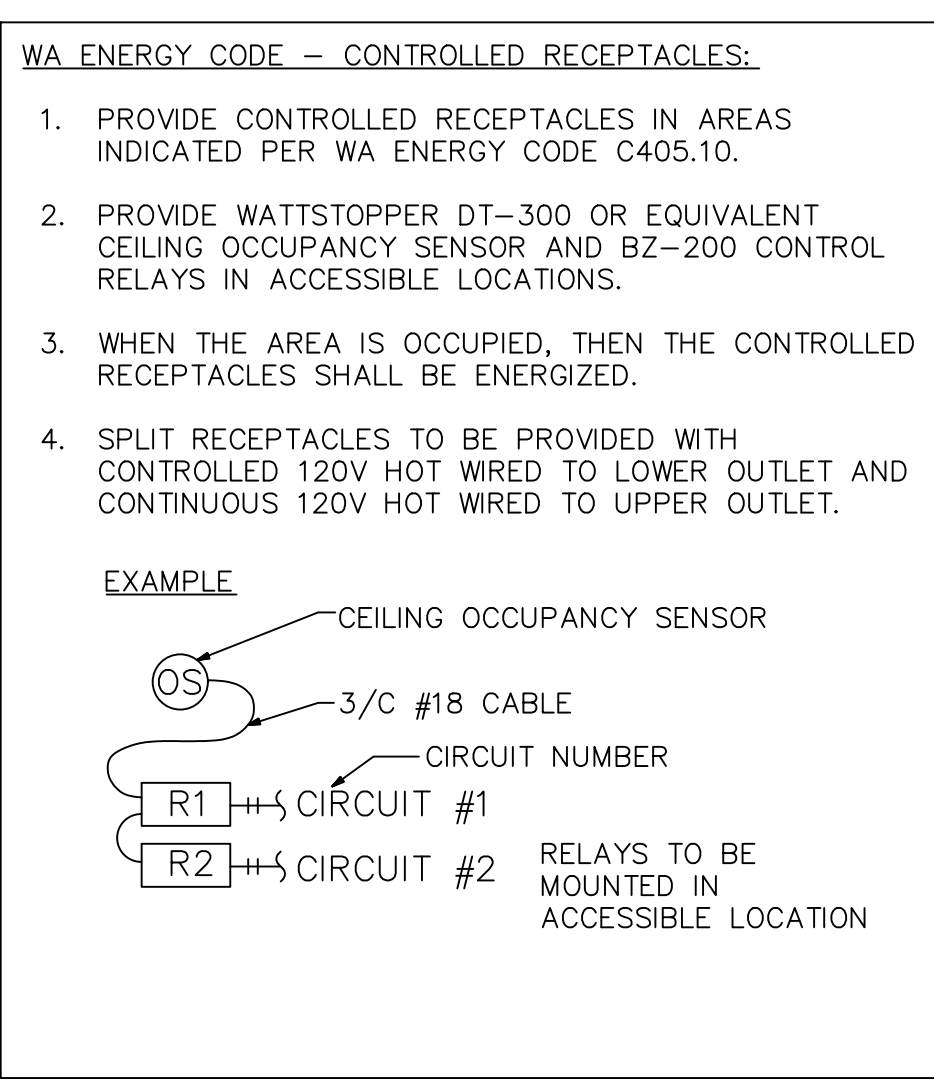 WA ENERGY CODE – CONTROLLED RECEPTACLES:
1. PROVIDE CONTROLLED RECEPTACLES IN AREAS
INDICATED PER WA ENERGY CODE C405.10.
2. PROVIDE WATTSTOPPER DT–300 OR EQUIVALENT
CEILING OCCUPANCY SENSOR AND BZ–200 CONTROL
RELAYS IN ACCESSIBLE LOCATIONS.
3. WHEN THE AREA IS OCCUPIED, THEN THE CONTROLLED
RECEPTACLES SHALL BE ENERGIZED.
4. SPLIT RECEPTACLES TO BE PROVIDED WITH
CONTROLLED 120V HOT WIRED TO LOWER OUTLET AND
CONTINUOUS 120V HOT WIRED TO UPPER OUTLET.
EXAMPLE
CEILING OCCUPANCY SENSOR
OS
3/C #18 CABLE
CIRCUIT NUMBER
R1 CIRCUIT #1
R2 CIRCUIT #2
RELAYS TO BE
MOUNTED IN
ACCESSIBLE LOCATION